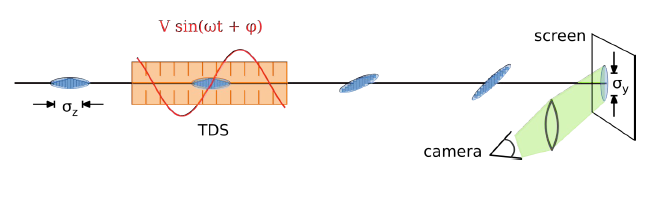 V sin(ωt + φ)
screen
σz
σy
TDS
camera